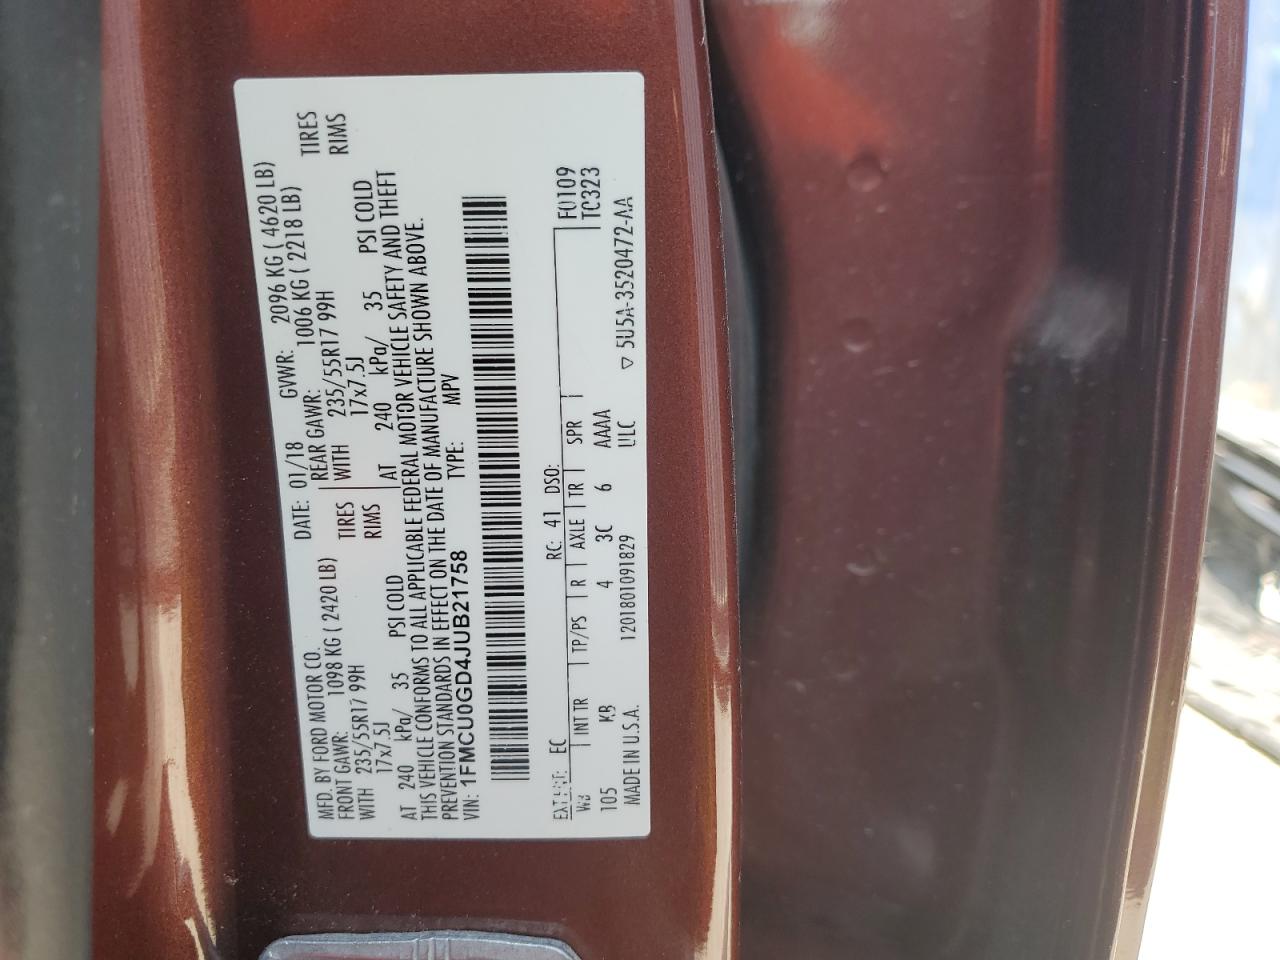 MFD. BY FORD MOTOR CO. DATE: 01/18 GVWR: 2096 KG ( 4620 LB)
FRONT GAWR: 1098 KG ( 2420 LB) REAR GAWR: 1006 KG ( 2218 LB)
WITH 235/55R17 99H TIRES WITH 235/55R17 99H TIRES
17x7.5J RIMS 17x7.5J RIMS
AT 240 kPa/ 35 PSI COLD AT 240 kPa/ 35 PSI COLD
THIS VEHICLE CONFORMS TO ALL APPLICABLE FEDERAL MOTOR VEHICLE SAFETY AND THEFT
PREVENTION STANDARDS IN EFFECT ON THE DATE OF MANUFACTURE SHOWN ABOVE.
VIN: 1FMCU0GD4JUB21758 TYPE: MPV
EXT PNT: EC RC: 41 DSO: F0109
WB INT TR TP/PS R AXLE TR SPR TC323
105 KB 4 3C 6 AAAA
MADE IN U.S.A. 1201801091829 ULC ▽ 5U5A-3520472-AA